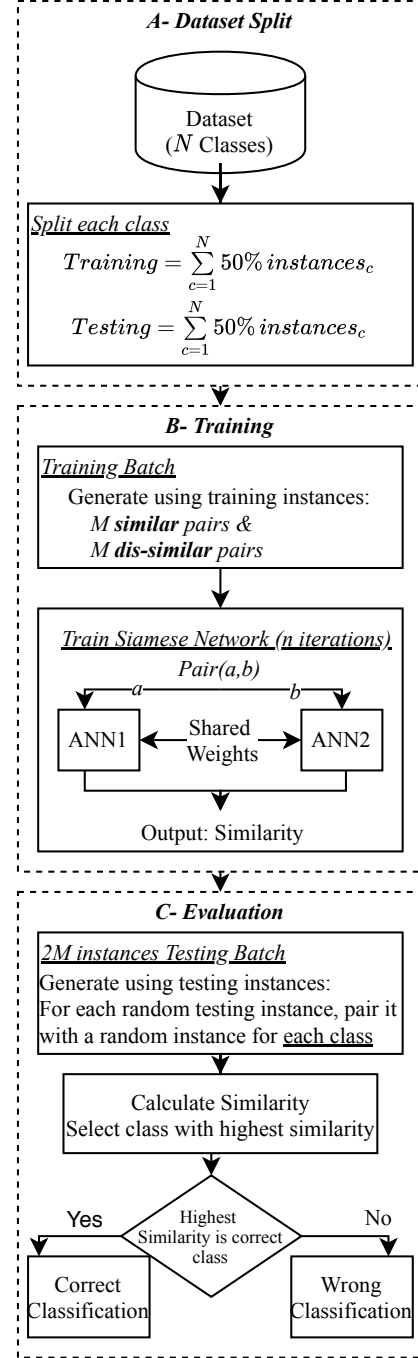 A- Dataset Split
Dataset
(N Classes)
Split each class
Training = \sum_{c=1}^{N} 50% instances_c
Testing = \sum_{c=1}^{N} 50% instances_c
B- Training
Training Batch
Generate using training instances:
M similar pairs &
M dis-similar pairs
Train Siamese Network (n iterations)
Pair(a,b)
a
b
ANN1
Shared
Weights
ANN2
Output: Similarity
C- Evaluation
2M instances Testing Batch
Generate using testing instances:
For each random testing instance, pair it
with a random instance for each class
Calculate Similarity
Select class with highest similarity
Highest
Similarity is correct
class
Yes
No
Correct
Classification
Wrong
Classification